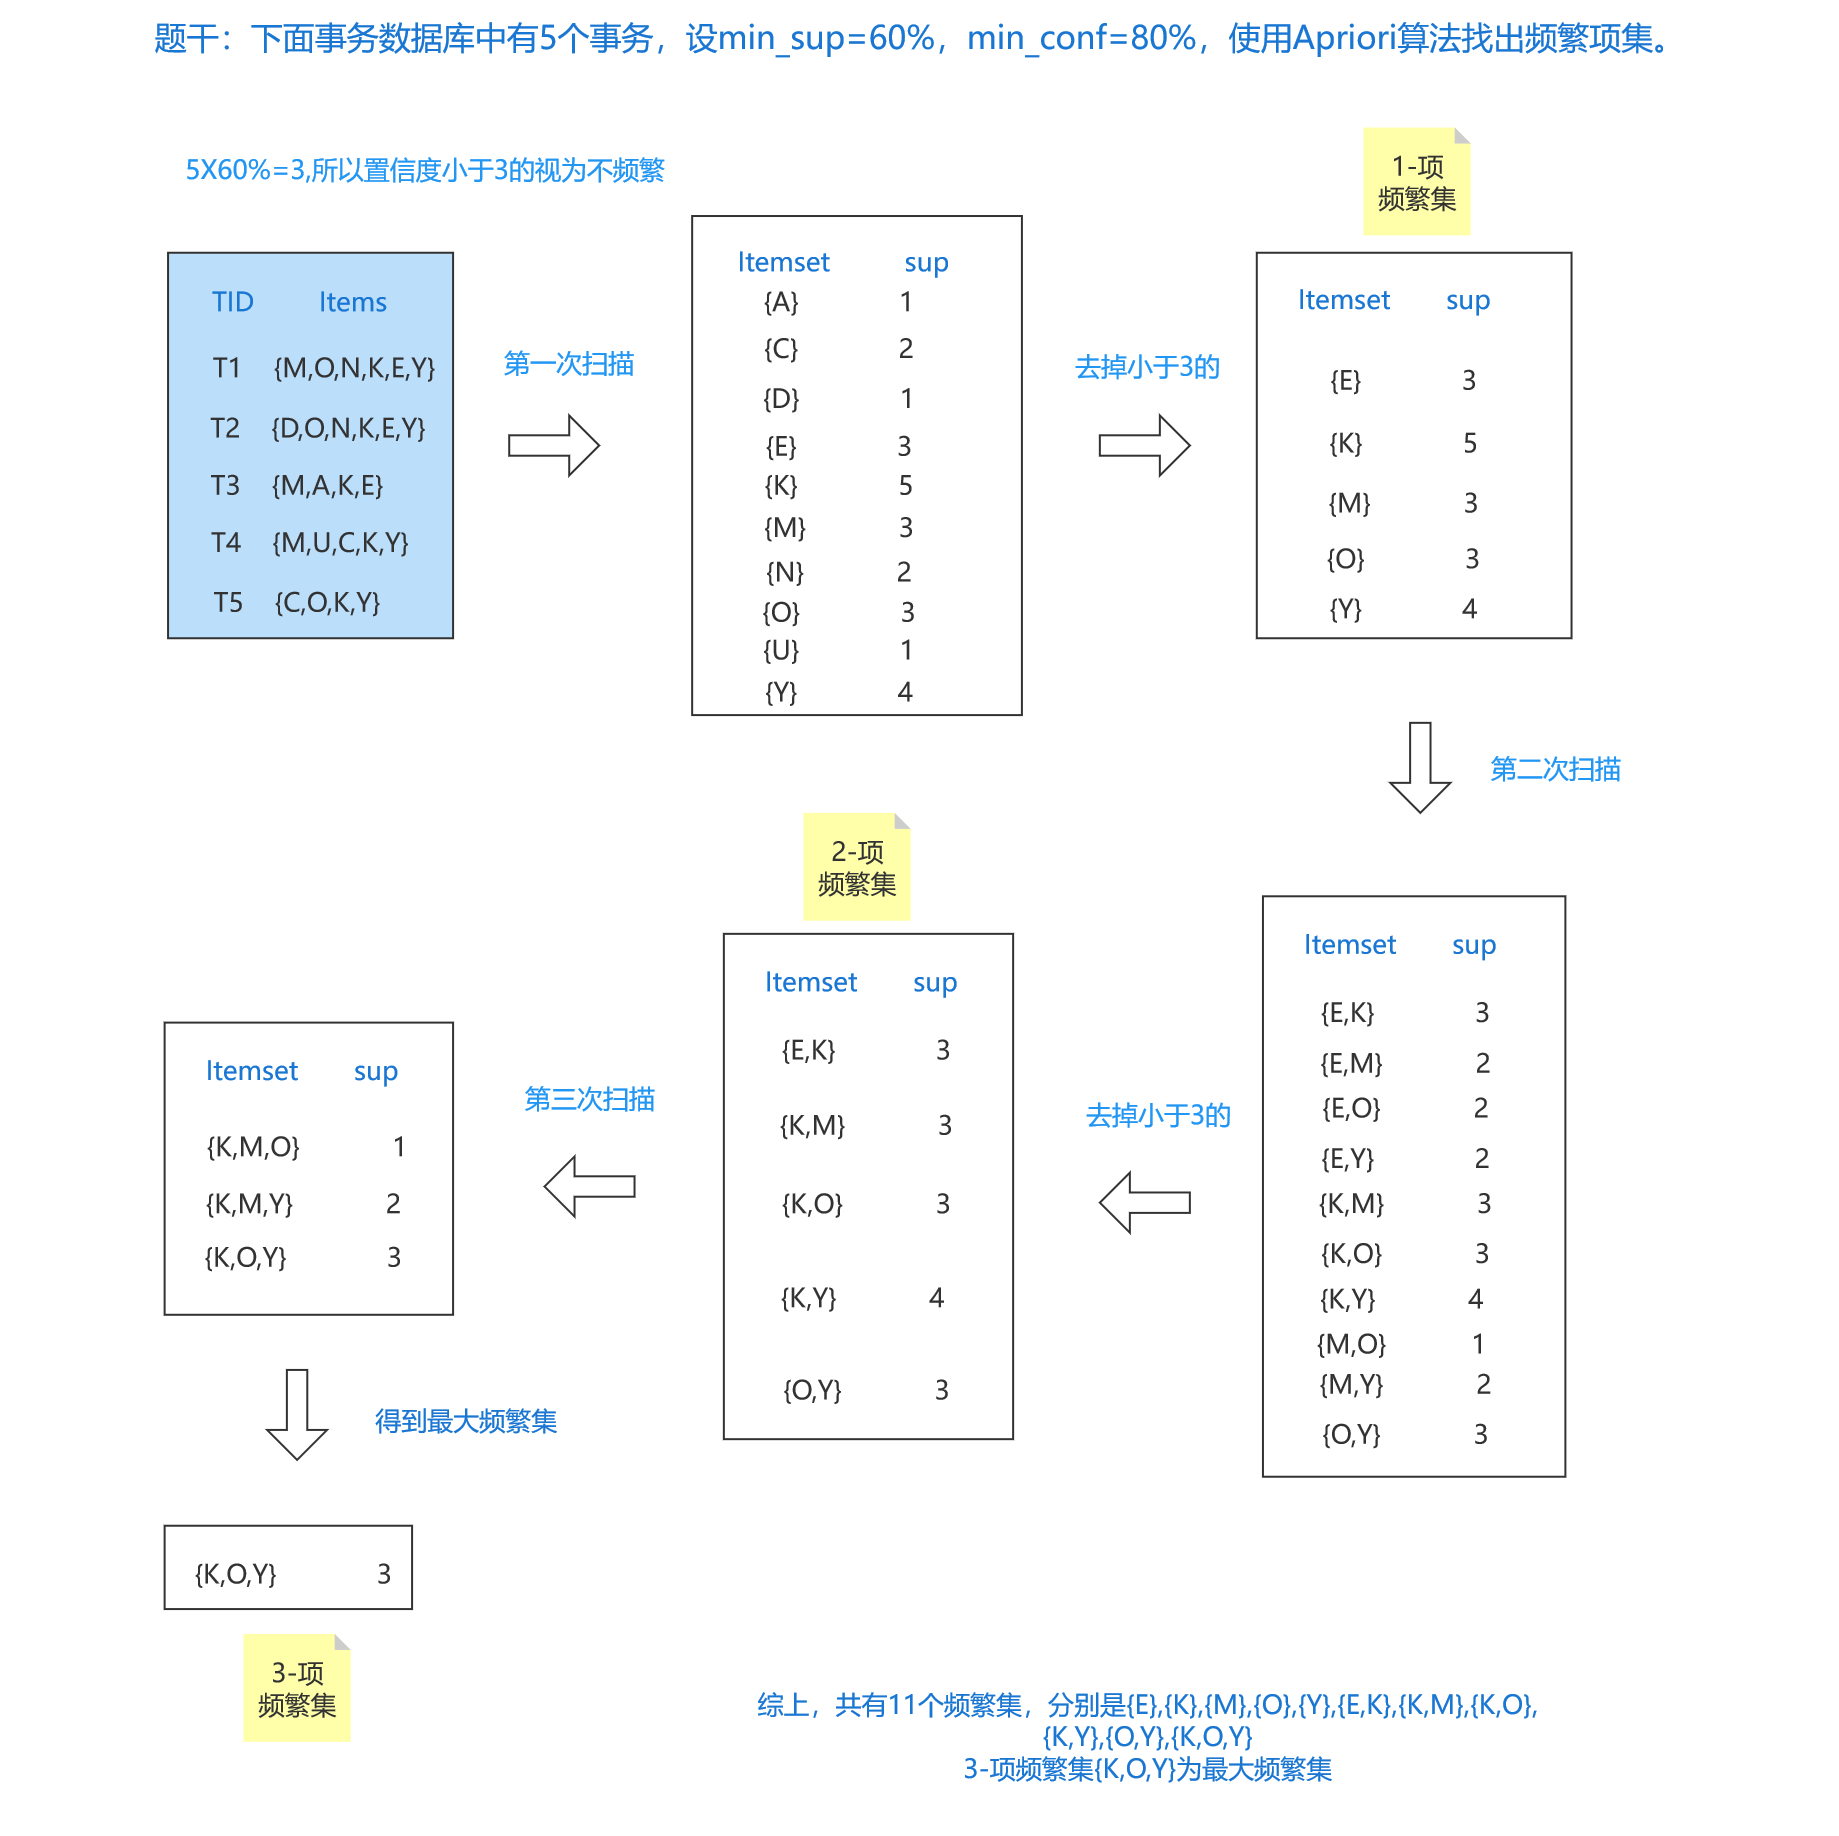 题干：下面事务数据库中有5个事务，设min_sup=60%，min_conf=80%，使用Apriori算法找出频繁项集。
5X60%=3,所以置信度小于3的视为不频繁
TID Items
T1 {M,O,N,K,E,Y}
T2 {D,O,N,K,E,Y}
T3 {M,A,K,E}
T4 {M,U,C,K,Y}
T5 {C,O,K,Y}
第一次扫描
Itemset sup
{A} 1
{C} 2
{D} 1
{E} 3
{K} 5
{M} 3
{N} 2
{O} 3
{U} 1
{Y} 4
去掉小于3的
1-项
频繁集
Itemset sup
{E} 3
{K} 5
{M} 3
{O} 3
{Y} 4
第二次扫描
Itemset sup
{E,K} 3
{E,M} 2
{E,O} 2
{E,Y} 2
{K,M} 3
{K,O} 3
{K,Y} 4
{M,O} 1
{M,Y} 2
{O,Y} 3
去掉小于3的
2-项
频繁集
Itemset sup
{E,K} 3
{K,M} 3
{K,O} 3
{K,Y} 4
{O,Y} 3
第三次扫描
Itemset sup
{K,M,O} 1
{K,M,Y} 2
{K,O,Y} 3
得到最大频繁集
{K,O,Y} 3
3-项
频繁集
综上，共有11个频繁集，分别是{E},{K},{M},{O},{Y},{E,K},{K,M},{K,O},
{K,Y},{O,Y},{K,O,Y}
3-项频繁集{K,O,Y}为最大频繁集